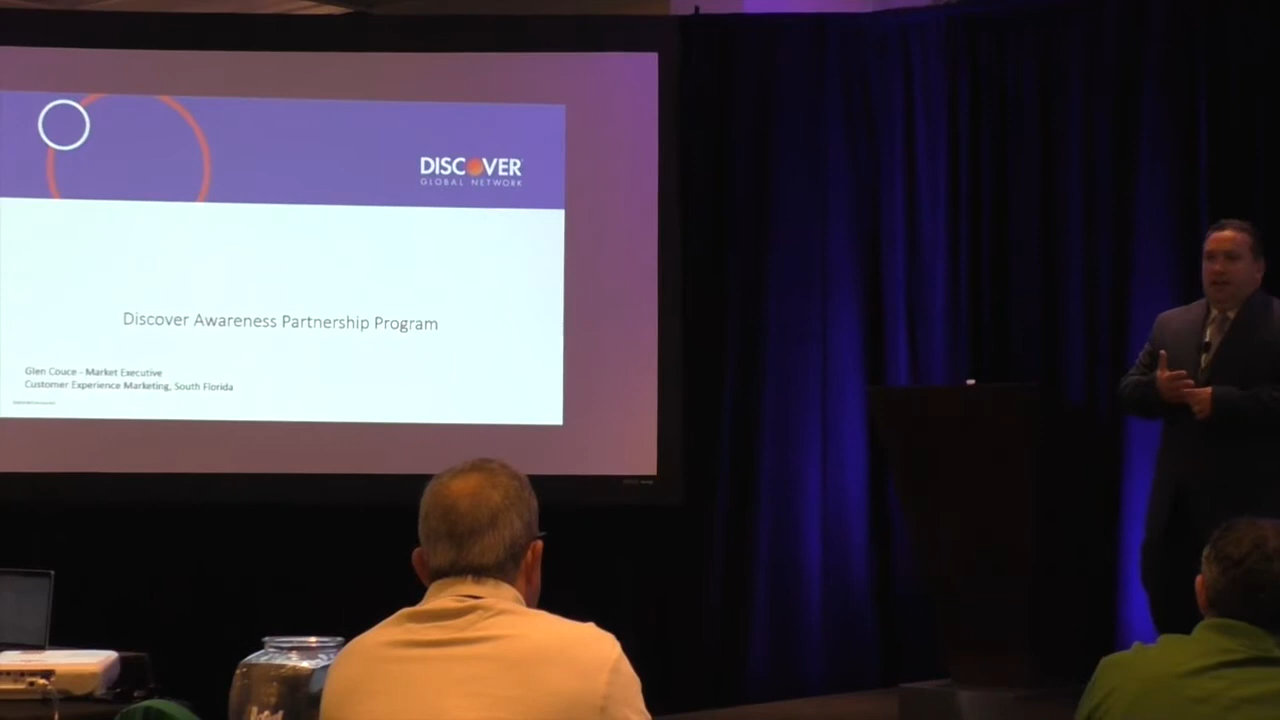 DISCOVER
GLOBAL NETWORK
Discover Awareness Partnership Program
Glen Couce - Market Executive
Customer Experience Marketing, South Florida